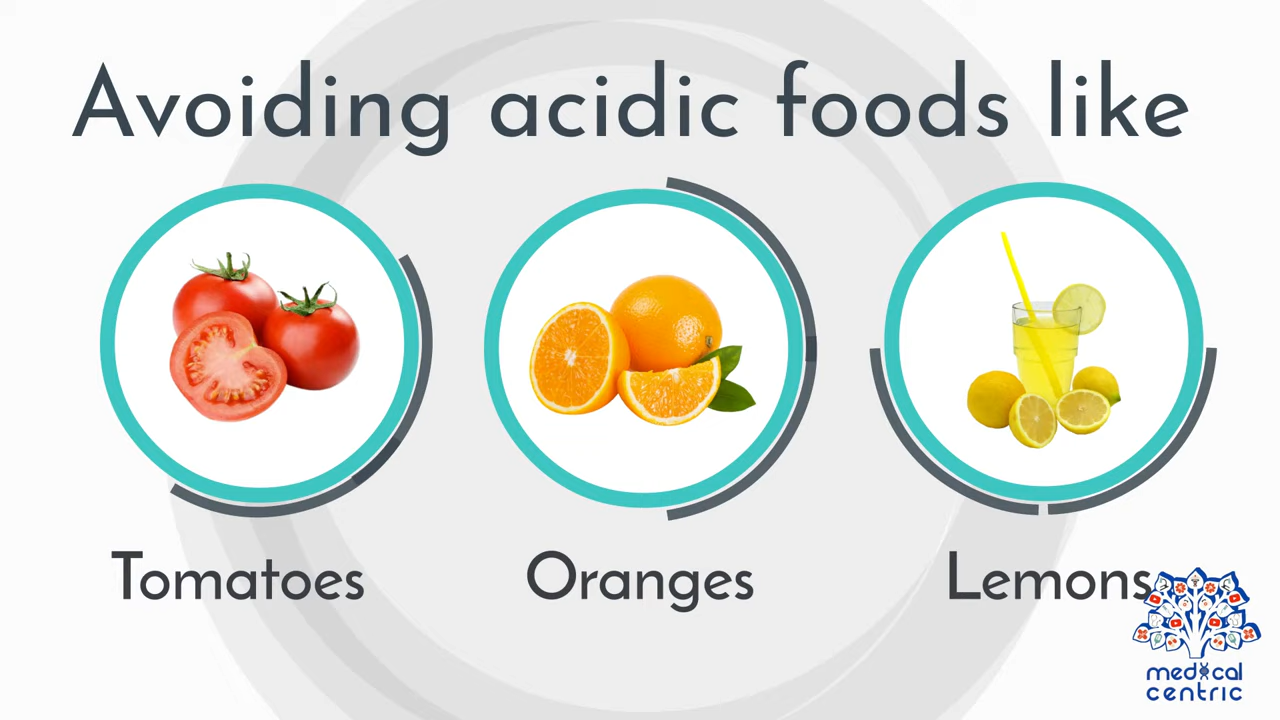 Avoiding acidic foods like
Tomatoes
Oranges
Lemons
medical
centric